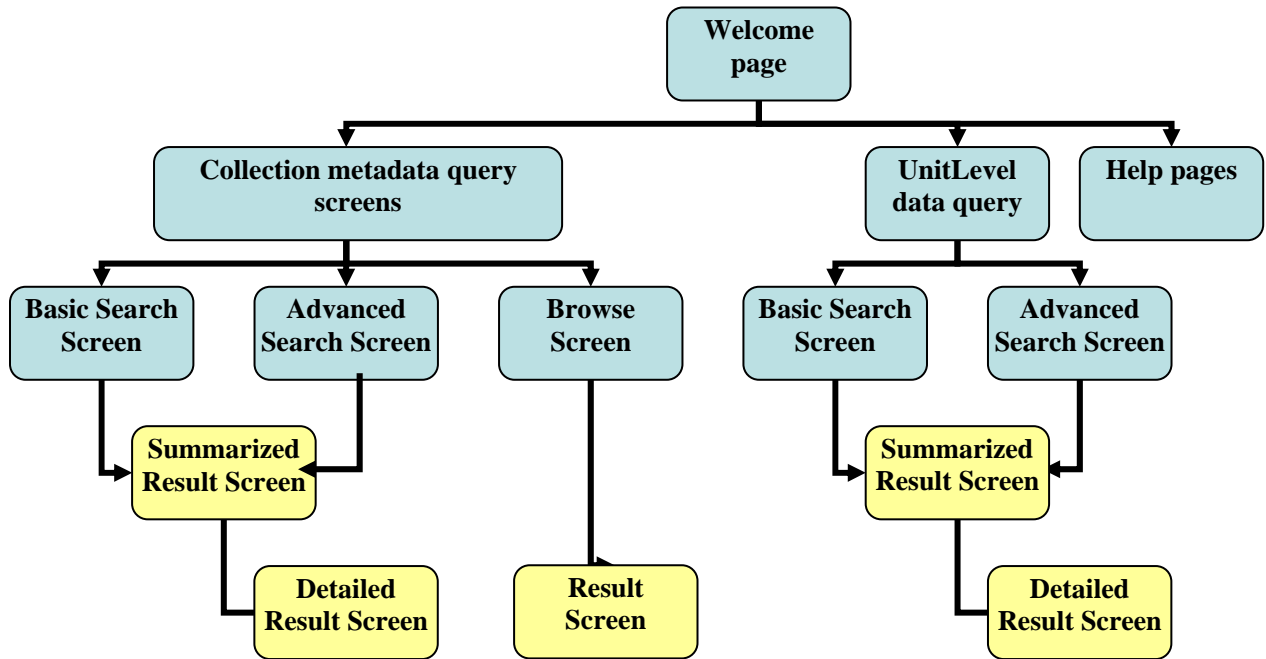 Welcome
page
Collection metadata query
screens
UnitLevel
data query
Help pages
Basic Search
Screen
Advanced
Search Screen
Browse
Screen
Basic Search
Screen
Advanced
Search Screen
Summarized
Result Screen
Summarized
Result Screen
Detailed
Result Screen
Result
Screen
Detailed
Result Screen